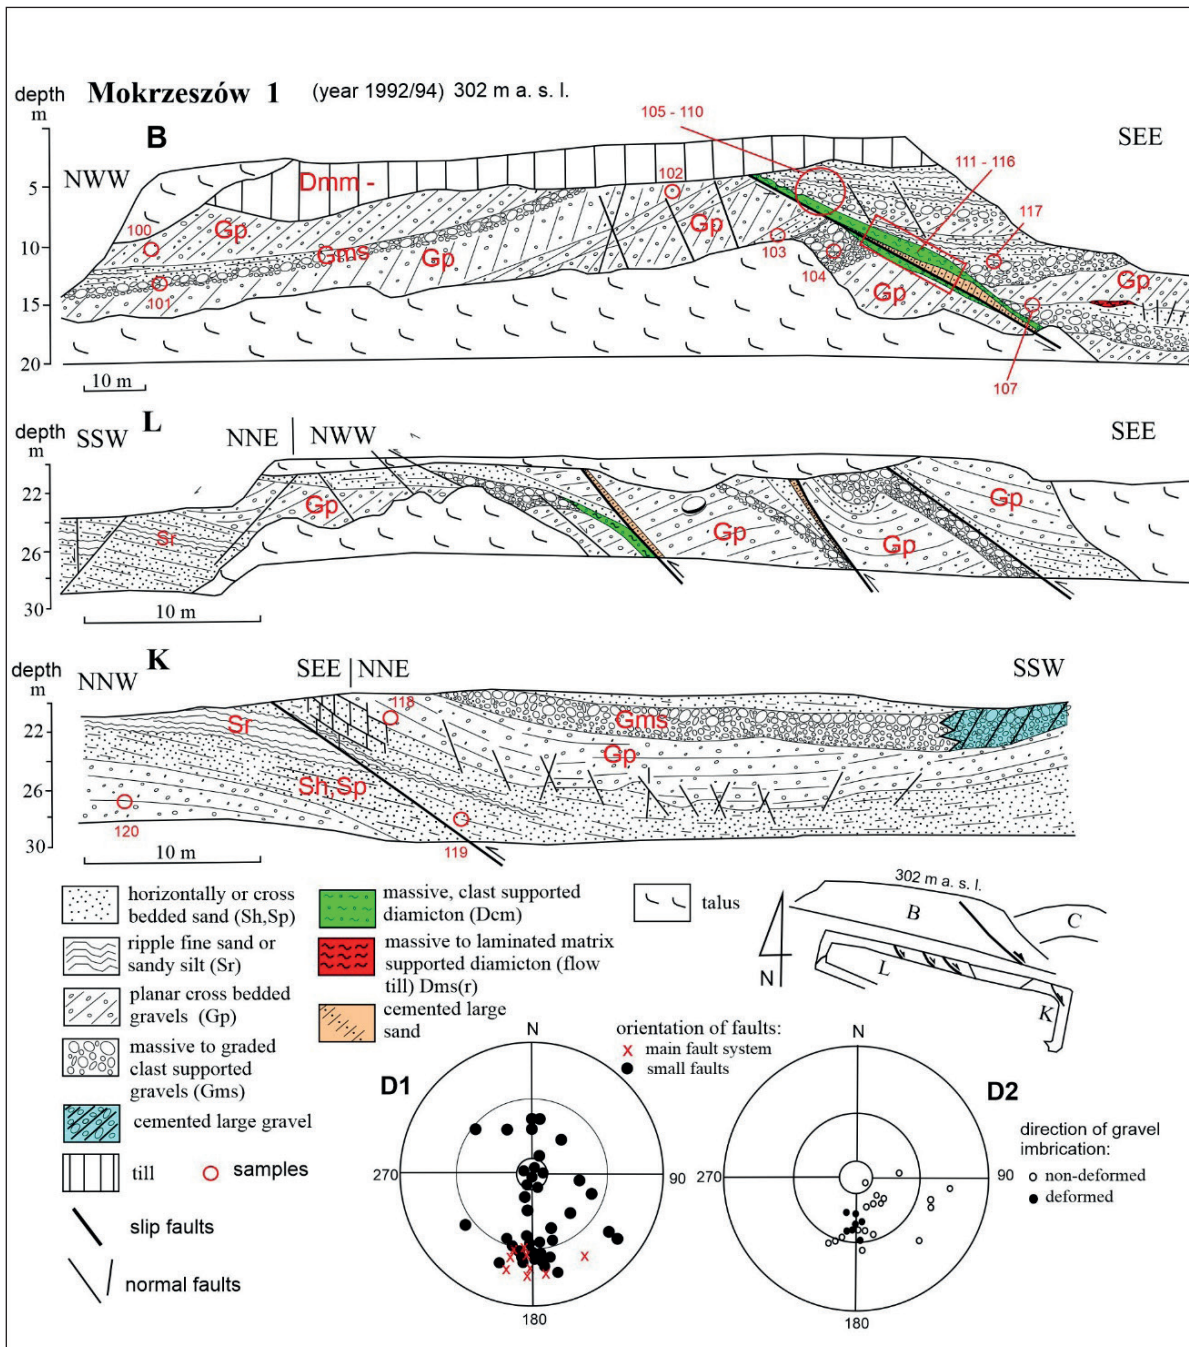 depth
m
Mokrzeszów 1 (year 1992/94) 302 m a. s. l.
B
NWW
SEE
105 - 110
111 - 116
102
117
Dmm -
5
10
15
20
100
101
Gp
Gms
Gp
Gp
103
104
Gp
Gp
107
10 m
depth
m
L
SSW
NNE
NWW
SEE
22
26
30
Sr
Gp
Gp
Gp
Gp
10 m
depth
m
K
NNW
SEE
NNE
SSW
22
26
30
Sr
118
Gms
Gp
Sh,Sp
120
119
10 m
horizontally or cross
bedded sand (Sh,Sp)
ripple fine sand or
sandy silt (Sr)
planar cross bedded
gravels (Gp)
massive to graded
clast supported
gravels (Gms)
cemented large gravel
till
samples
slip faults
normal faults
massive, clast supported
diamicton (Dcm)
massive to laminated matrix
supported diamicton (flow
till) Dms(r)
cemented large
sand
talus
302 m a. s. l.
B
C
L
K
N
orientation of faults:
x main fault system
small faults
D1
N
270
90
180
D2
N
270
90
180
direction of gravel
imbrication:
non-deformed
deformed